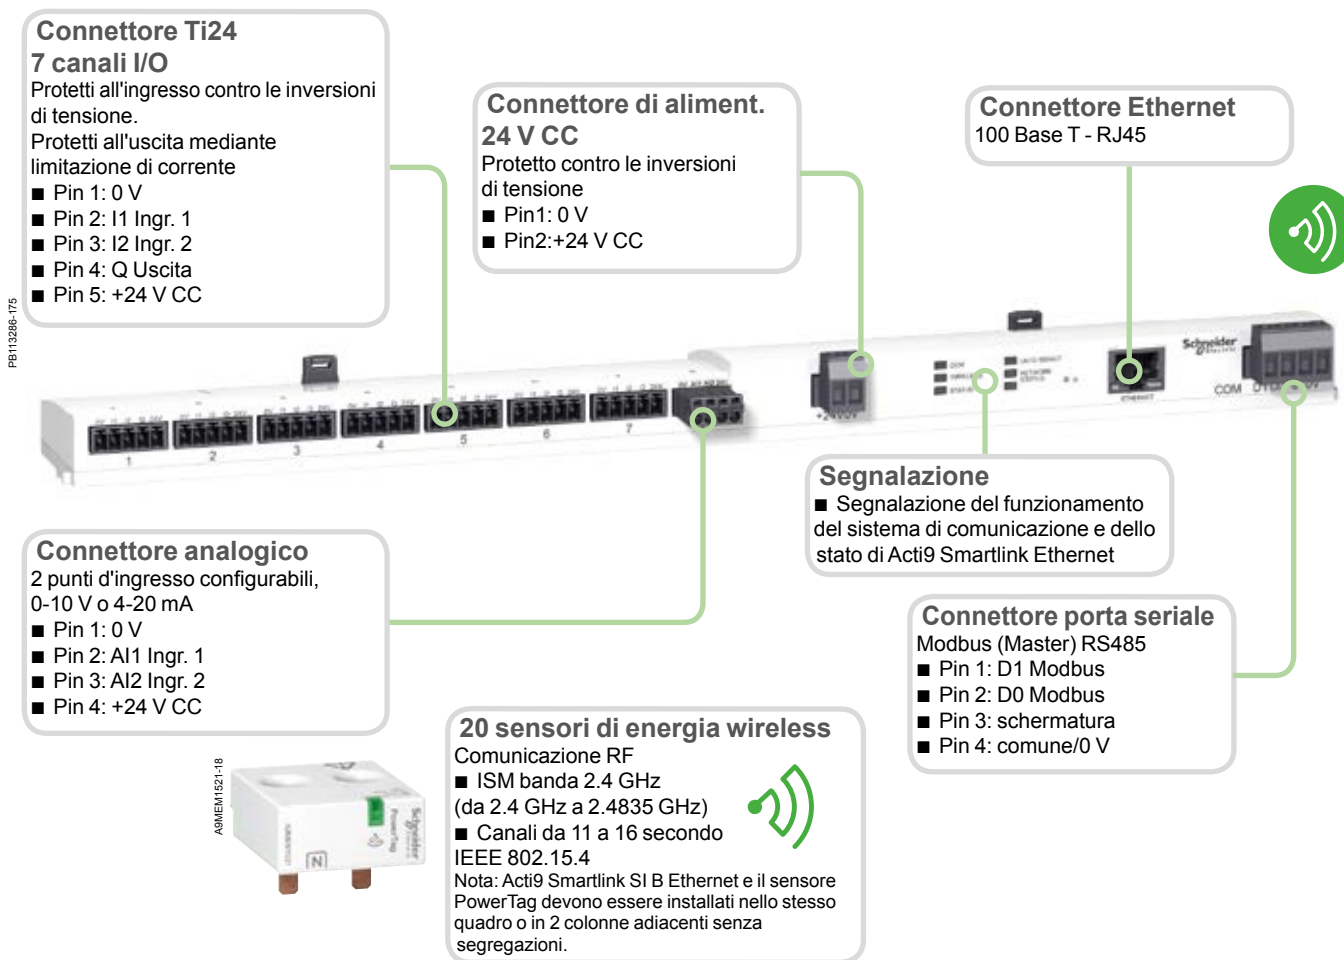 Connettore Ti24
7 canali I/O
Protetti all'ingresso contro le inversioni
di tensione.
Protetti all'uscita mediante
limitazione di corrente
■ Pin 1: 0 V
■ Pin 2: I1 Ingr. 1
■ Pin 3: I2 Ingr. 2
■ Pin 4: Q Uscita
■ Pin 5: +24 V CC
Connettore di aliment.
24 V CC
Protetto contro le inversioni
di tensione
■ Pin1: 0 V
■ Pin2:+24 V CC
Connettore Ethernet
100 Base T - RJ45
PB113286-175
Schneider
Electric
COM
ETHERNET
1
2
3
4
5
6
7
Segnalazione
■ Segnalazione del funzionamento
del sistema di comunicazione e dello
stato di Acti9 Smartlink Ethernet
Connettore analogico
2 punti d'ingresso configurabili,
0-10 V o 4-20 mA
■ Pin 1: 0 V
■ Pin 2: AI1 Ingr. 1
■ Pin 3: AI2 Ingr. 2
■ Pin 4: +24 V CC
Connettore porta seriale
Modbus (Master) RS485
■ Pin 1: D1 Modbus
■ Pin 2: D0 Modbus
■ Pin 3: schermatura
■ Pin 4: comune/0 V
A9MEM1521-18
Schneider
PowerTag
N
20 sensori di energia wireless
Comunicazione RF
■ ISM banda 2.4 GHz
(da 2.4 GHz a 2.4835 GHz)
■ Canali da 11 a 16 secondo
IEEE 802.15.4
Nota: Acti9 Smartlink SI B Ethernet e il sensore
PowerTag devono essere installati nello stesso
quadro o in 2 colonne adiacenti senza
segregazioni.